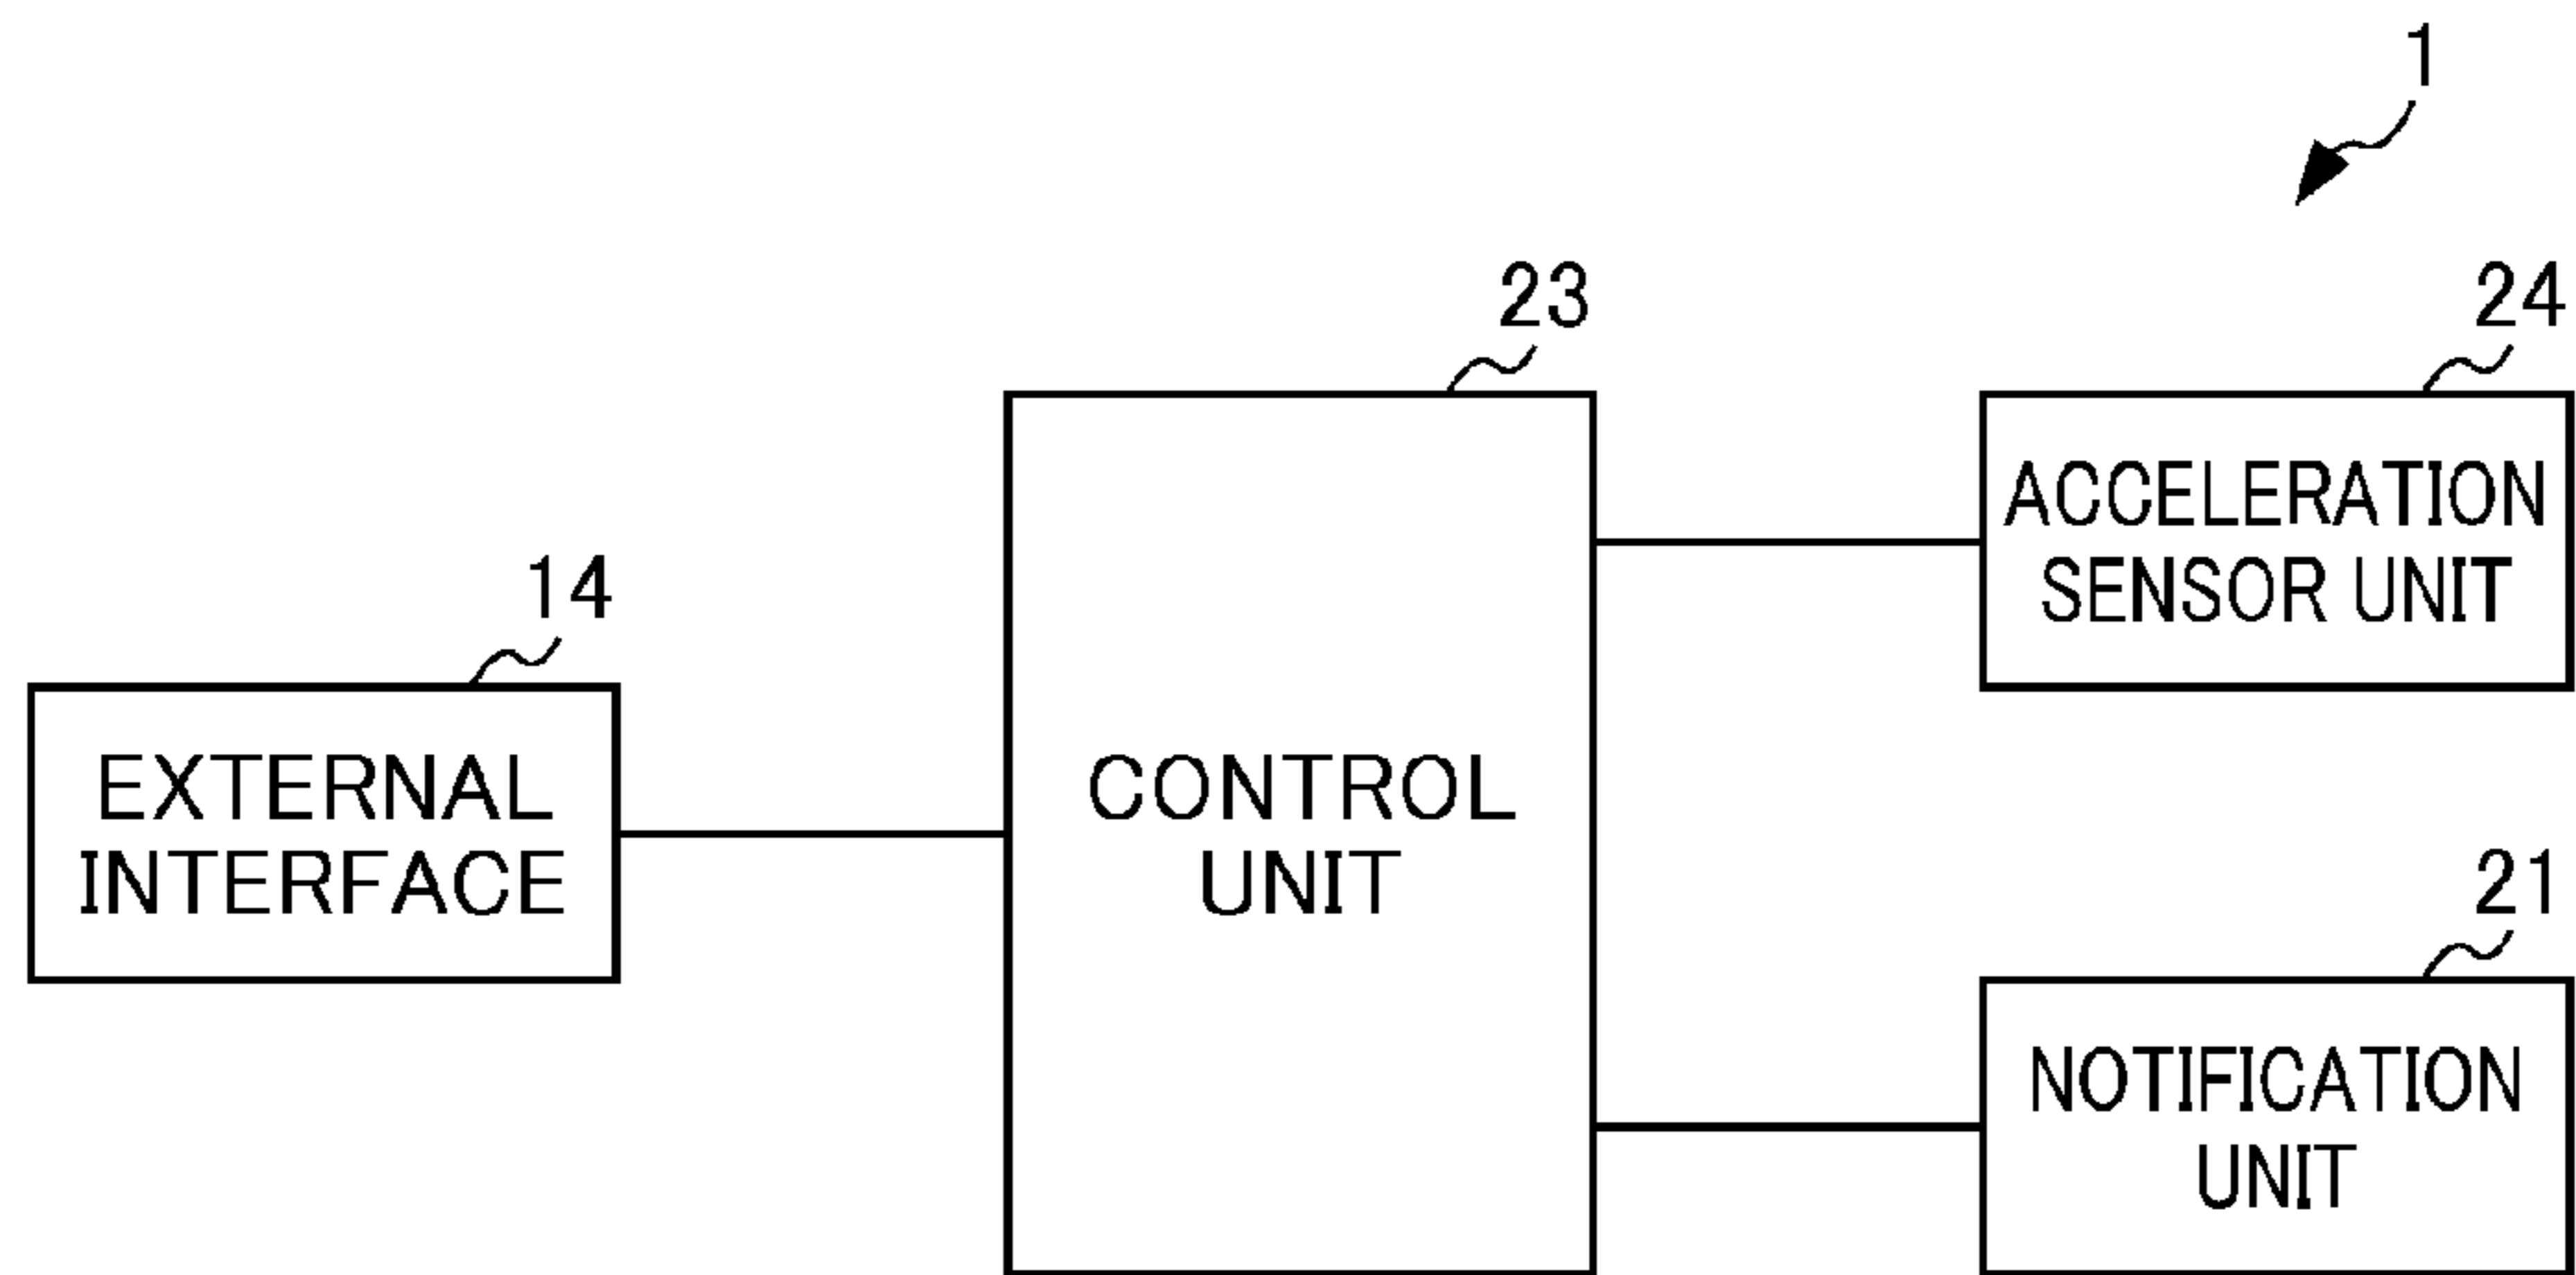 1
23
24
ACCELERATION
SENSOR UNIT
14
EXTERNAL
INTERFACE
CONTROL
UNIT
21
NOTIFICATION
UNIT